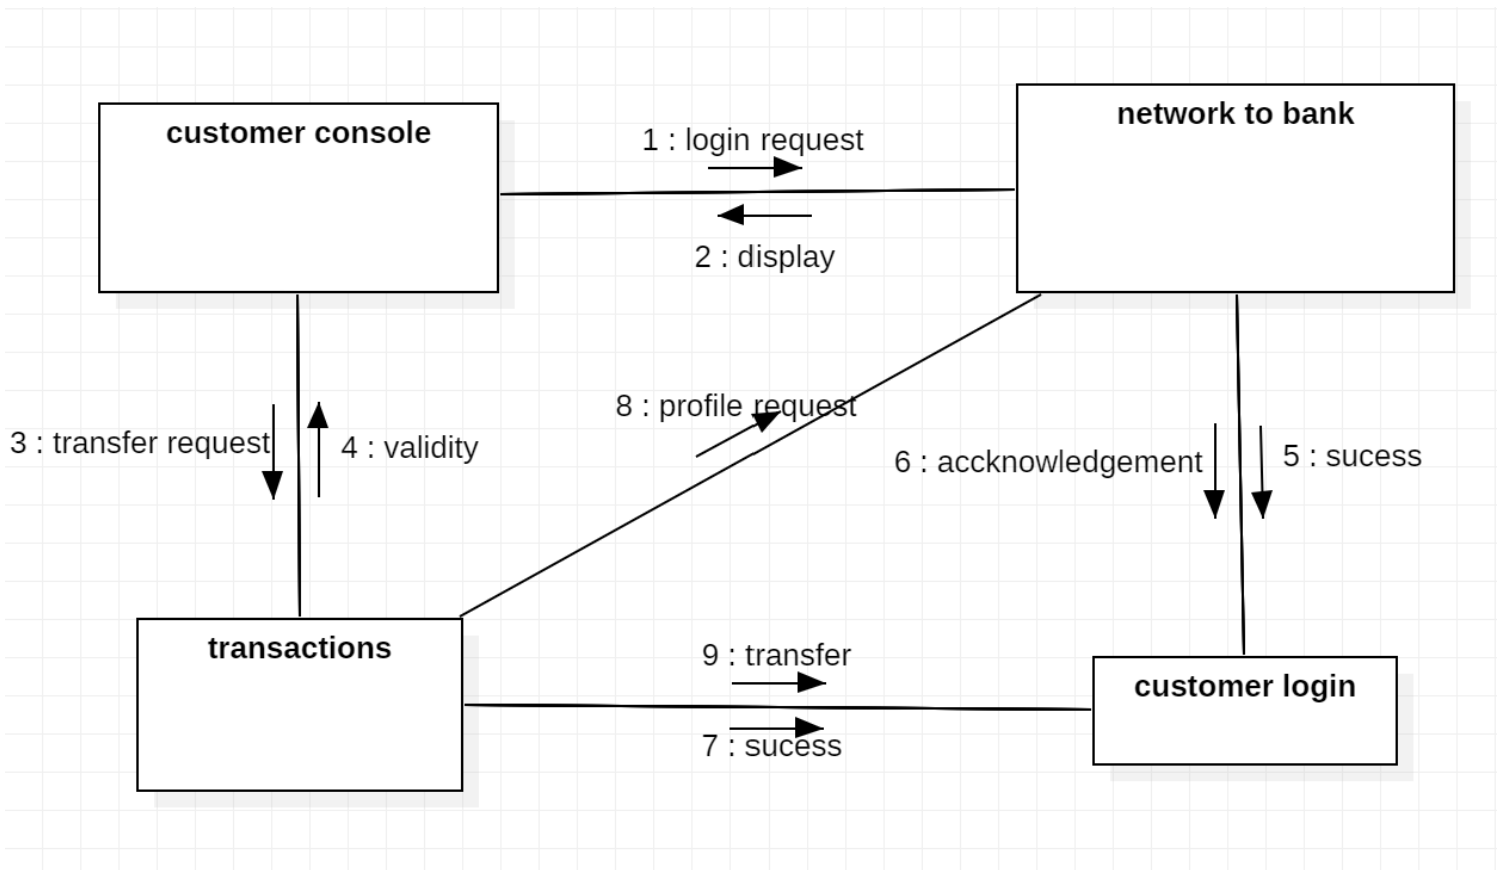 customer console
network to bank
1 : login request
2 : display
8 : profile request
3 : transfer request
4 : validity
6 : accknowledgement
5 : sucess
transactions
9 : transfer
7 : sucess
customer login